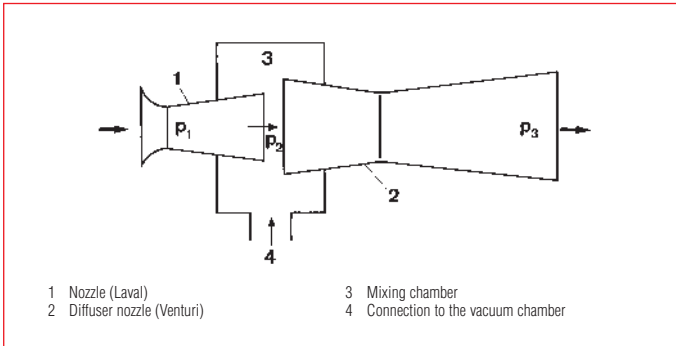 3
1
p1
p2
p3
2
4
1 Nozzle (Laval)
2 Diffuser nozzle (Venturi)
3 Mixing chamber
4 Connection to the vacuum chamber